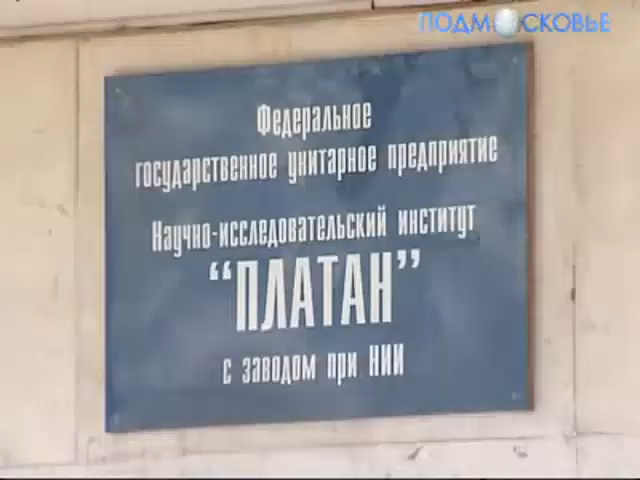 ПОДМОСКОВЬЕ
Федеральное
государственное унитарное предприятие
Научно-исследовательский институт
“ПЛАТАН”
с заводом при НИИ